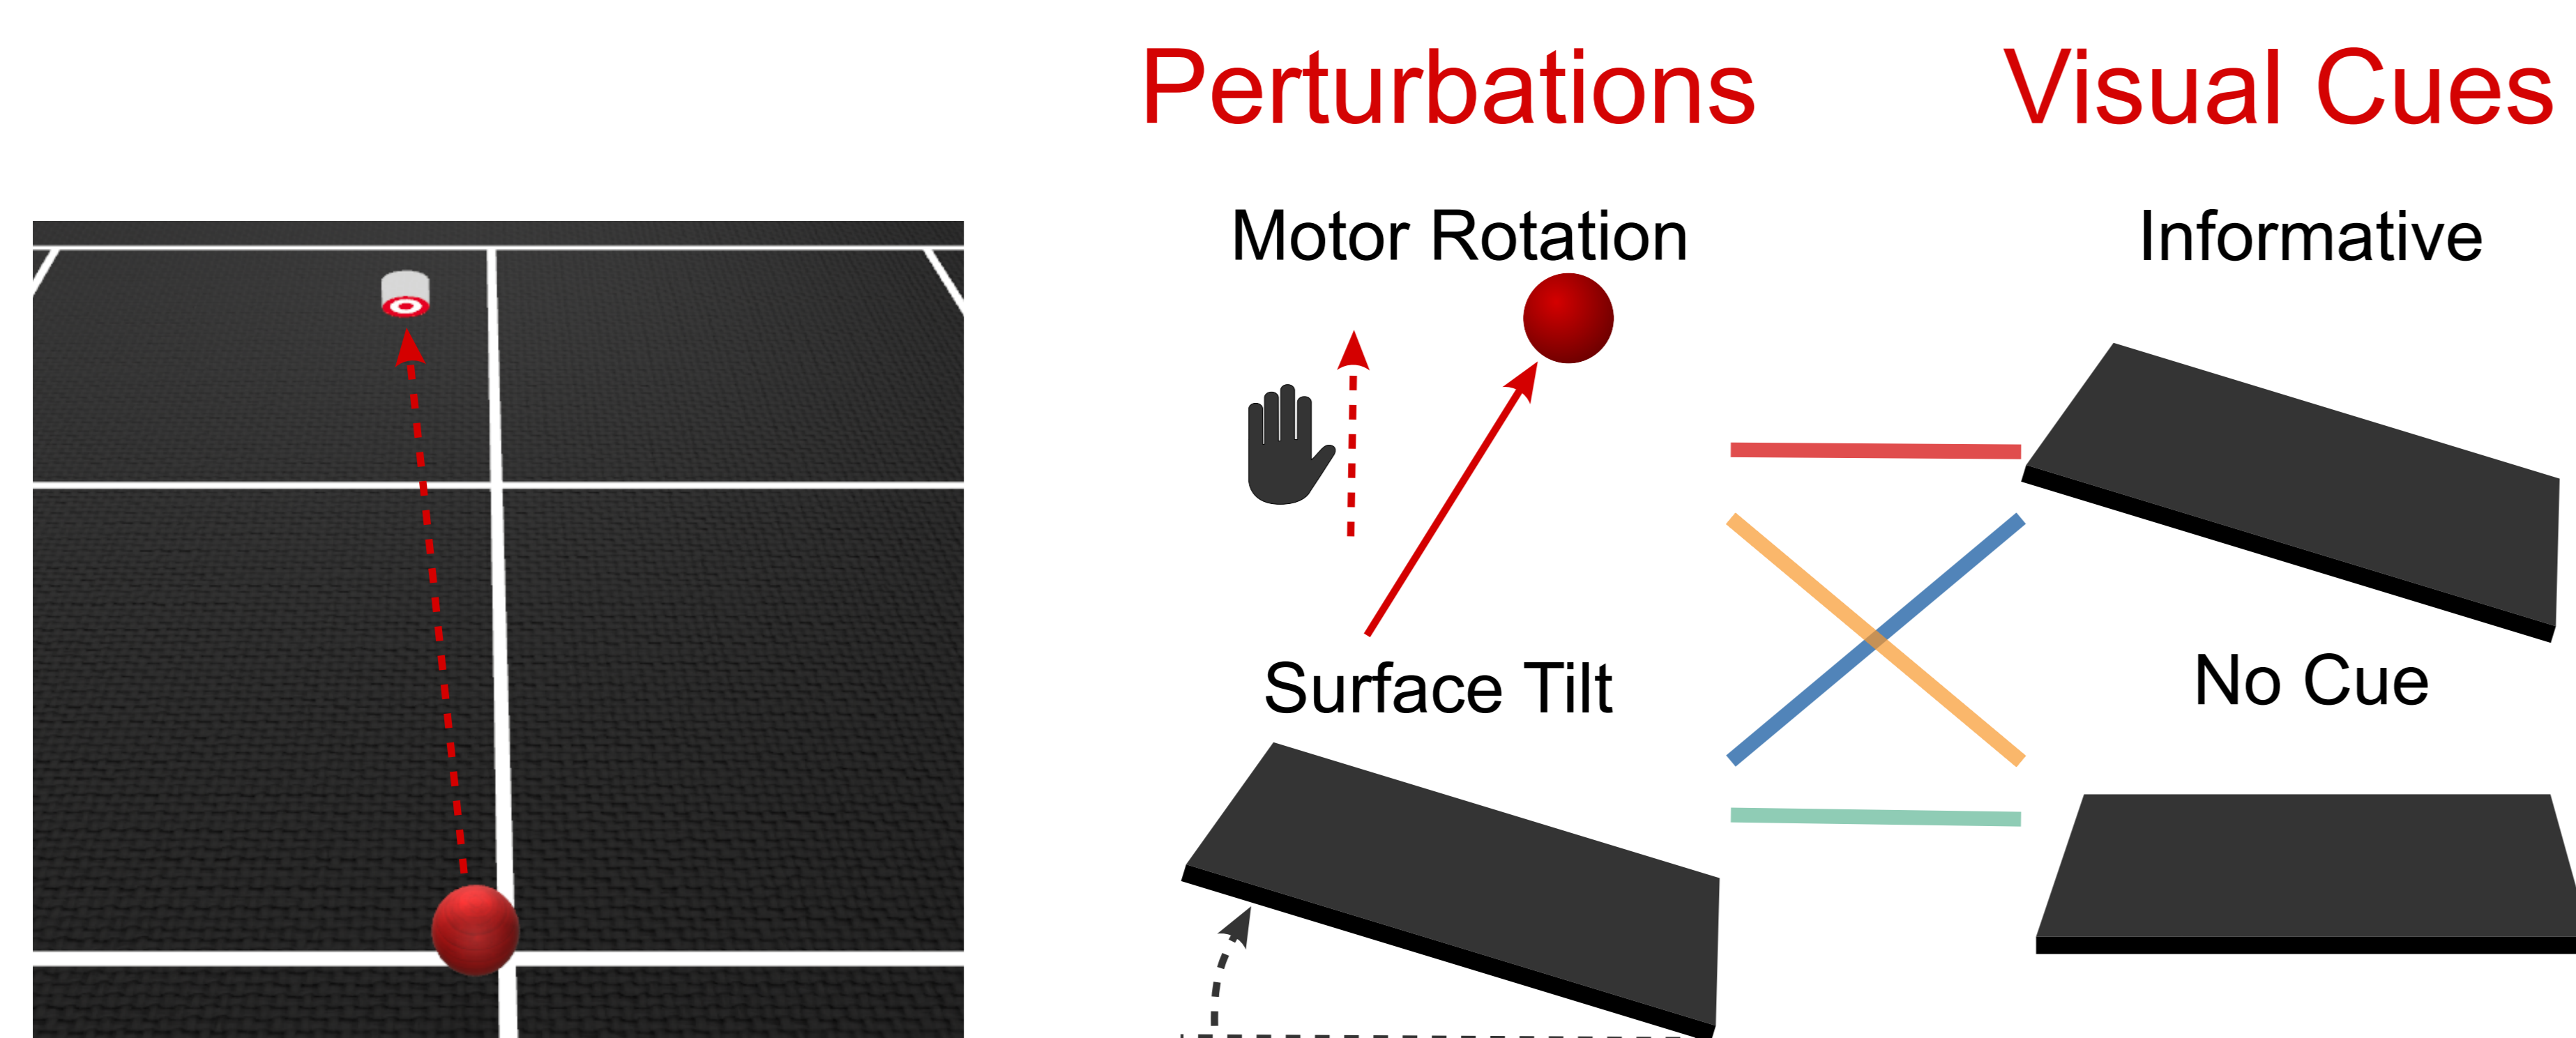 Perturbations
Visual Cues
Motor Rotation
Informative
Surface Tilt
No Cue